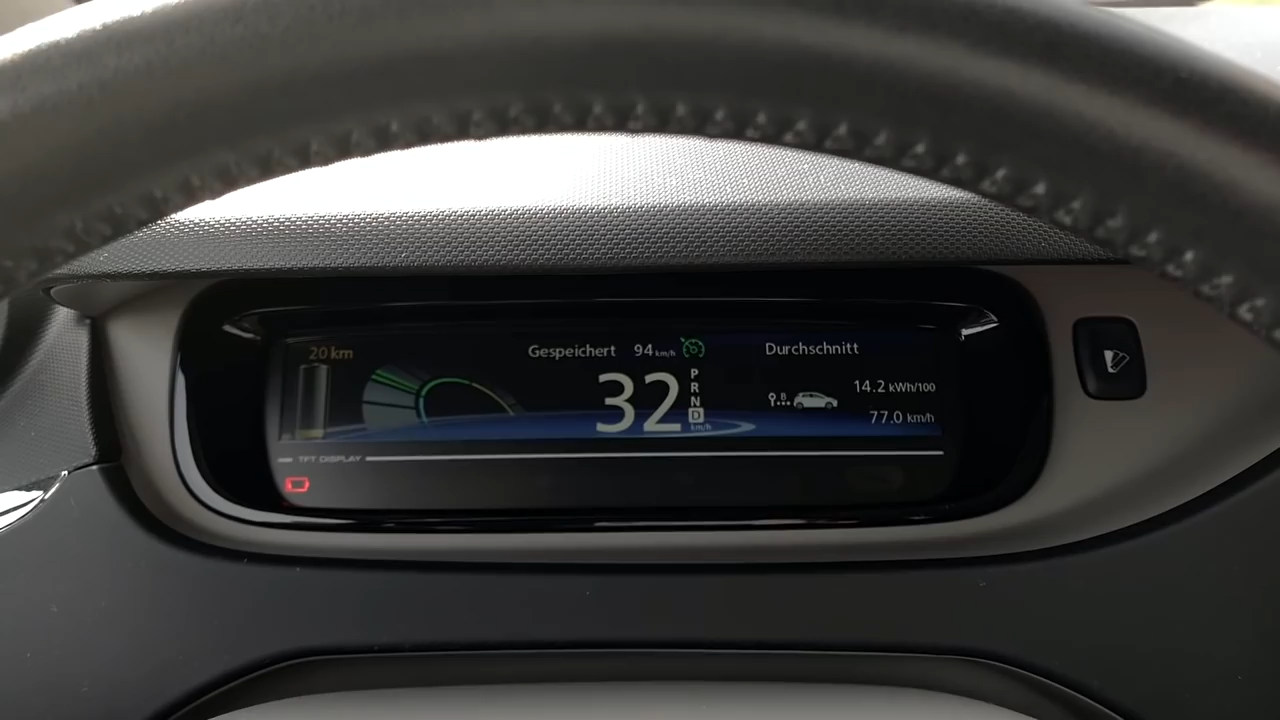 20 km
Gespeichert 94 km/h
32
P
R
N
D
km/h
Durchschnitt
B
14.2 kWh/100
77.0 km/h
TFT DISPLAY